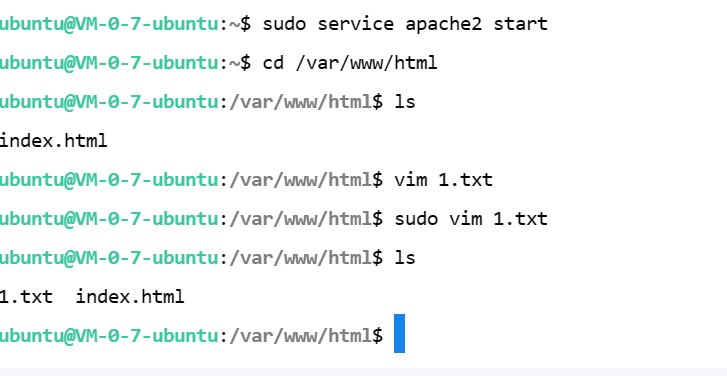 ubuntu@VM-0-7-ubuntu:~$ sudo service apache2 start
ubuntu@VM-0-7-ubuntu:~$ cd /var/www/html
ubuntu@VM-0-7-ubuntu:/var/www/html$ ls
index.html
ubuntu@VM-0-7-ubuntu:/var/www/html$ vim 1.txt
ubuntu@VM-0-7-ubuntu:/var/www/html$ sudo vim 1.txt
ubuntu@VM-0-7-ubuntu:/var/www/html$ ls
1.txt  index.html
ubuntu@VM-0-7-ubuntu:/var/www/html$